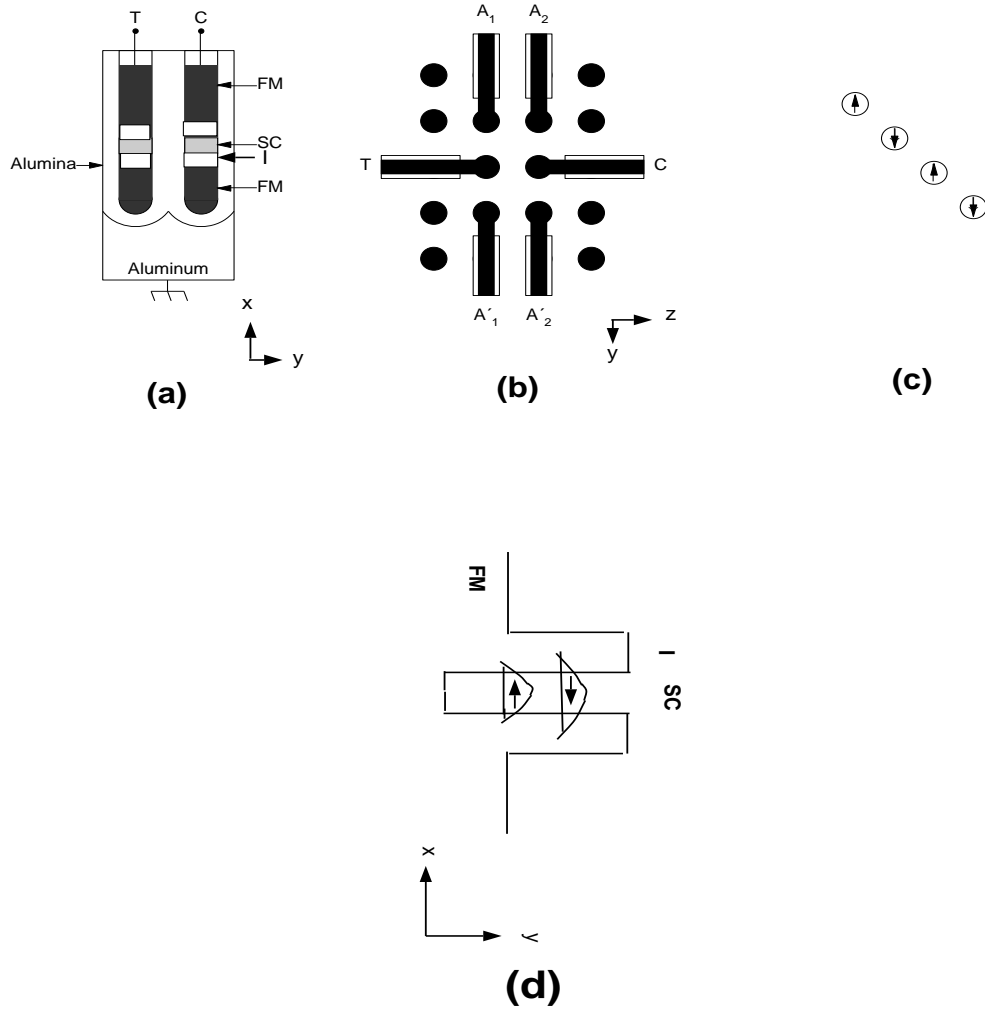 T C
FM
SC
I
Alumina
FM
Aluminum
x
y
(a)
A1 A2
T C
A´1 A´2
z
y
(b)
(c)
FM
I
SC
x
y
(d)